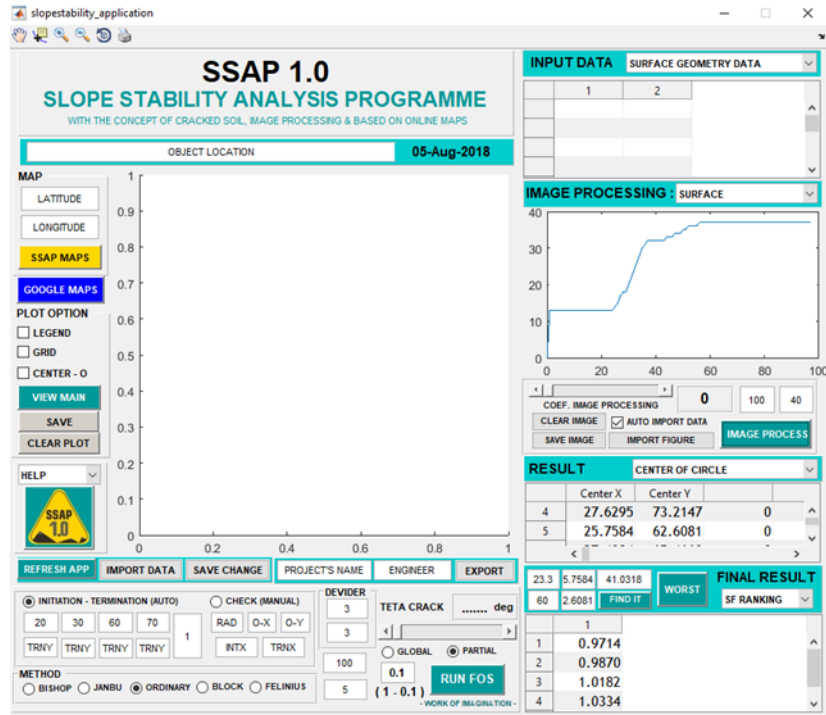 slopestability_application
SSAP 1.0
SLOPE STABILITY ANALYSIS PROGRAMME
WITH THE CONCEPT OF CRACKED SOIL, IMAGE PROCESSING & BASED ON ONLINE MAPS
OBJECT LOCATION 05-Aug-2018
MAP
LATITUDE
LONGITUDE
SSAP MAPS
GOOGLE MAPS
PLOT OPTION
LEGEND
GRID
CENTER - O
VIEW MAIN
SAVE
CLEAR PLOT
HELP
SSAP
1.0
1
0.9
0.8
0.7
0.6
0.5
0.4
0.3
0.2
0.1
0
0 0.2 0.4 0.6 0.8 1
REFRESH APP IMPORT DATA SAVE CHANGE PROJECT'S NAME ENGINEER EXPORT
INITIATION - TERMINATION (AUTO) CHECK (MANUAL)
20 30 60 70 1 RAD O-X O-Y
TRNY TRNY TRNY TRNY INTX TRNX
METHOD
BISHOP JANBU ORDINARY BLOCK FELINIUS
DEVIDER
3
3
100
5
TETA CRACK ....... deg
GLOBAL PARTIAL
0.1
( 1 - 0.1 )
RUN FOS
- WORK OF IMAGINATION -
INPUT DATA SURFACE GEOMETRY DATA
1 2
IMAGE PROCESSING : SURFACE
40
30
20
10
0
0 20 40 60 80 100
COEF. IMAGE PROCESSING 0 100 40
CLEAR IMAGE AUTO IMPORT DATA
SAVE IMAGE IMPORT FIGURE IMAGE PROCESS
RESULT CENTER OF CIRCLE
Center X Center Y
4 27.6295 73.2147 0
5 25.7584 62.6081 0
23.3 5.7584 41.0318 WORST FINAL RESULT
60 2.6081 FIND IT SF RANKING
1
1 0.9714
2 0.9870
3 1.0182
4 1.0334